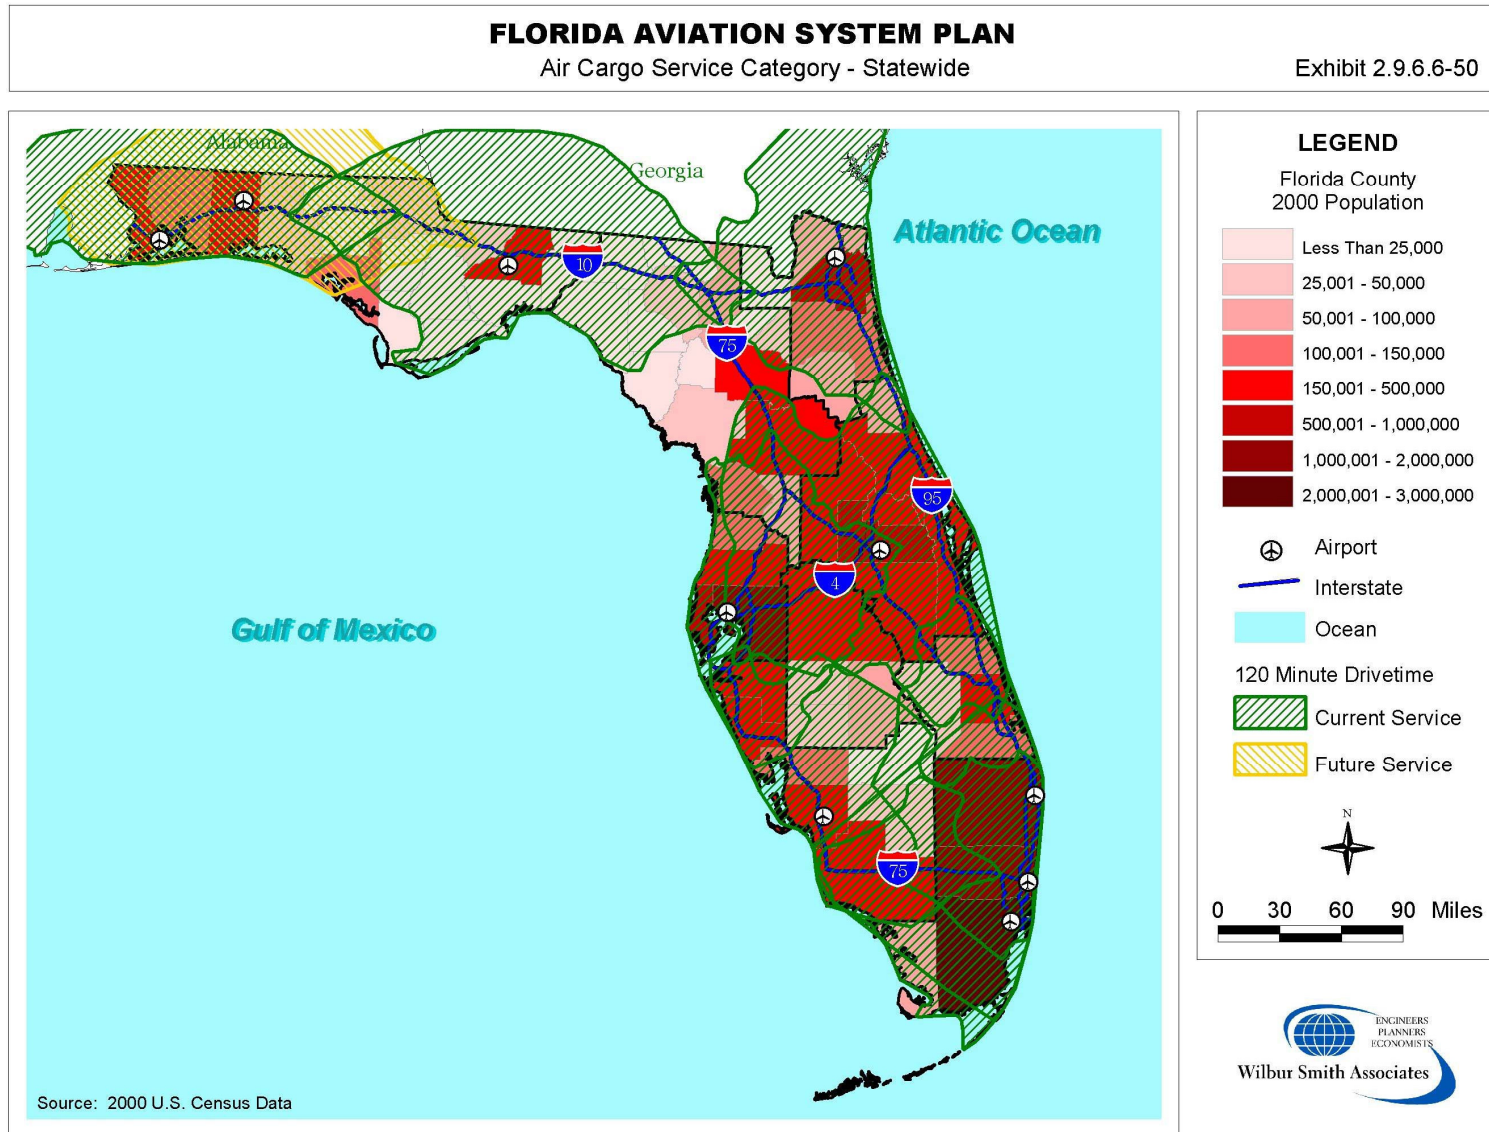 FLORIDA AVIATION SYSTEM PLAN
Air Cargo Service Category - Statewide
Exhibit 2.9.6.6-50
Alabama
Georgia
Atlantic Ocean
10
75
95
4
Gulf of Mexico
75
Source: 2000 U.S. Census Data
LEGEND
Florida County
2000 Population
Less Than 25,000
25,001 - 50,000
50,001 - 100,000
100,001 - 150,000
150,001 - 500,000
500,001 - 1,000,000
1,000,001 - 2,000,000
2,000,001 - 3,000,000
Airport
Interstate
Ocean
120 Minute Drivetime
Current Service
Future Service
N
0 30 60 90 Miles
ENGINEERS
PLANNERS
ECONOMISTS
Wilbur Smith Associates